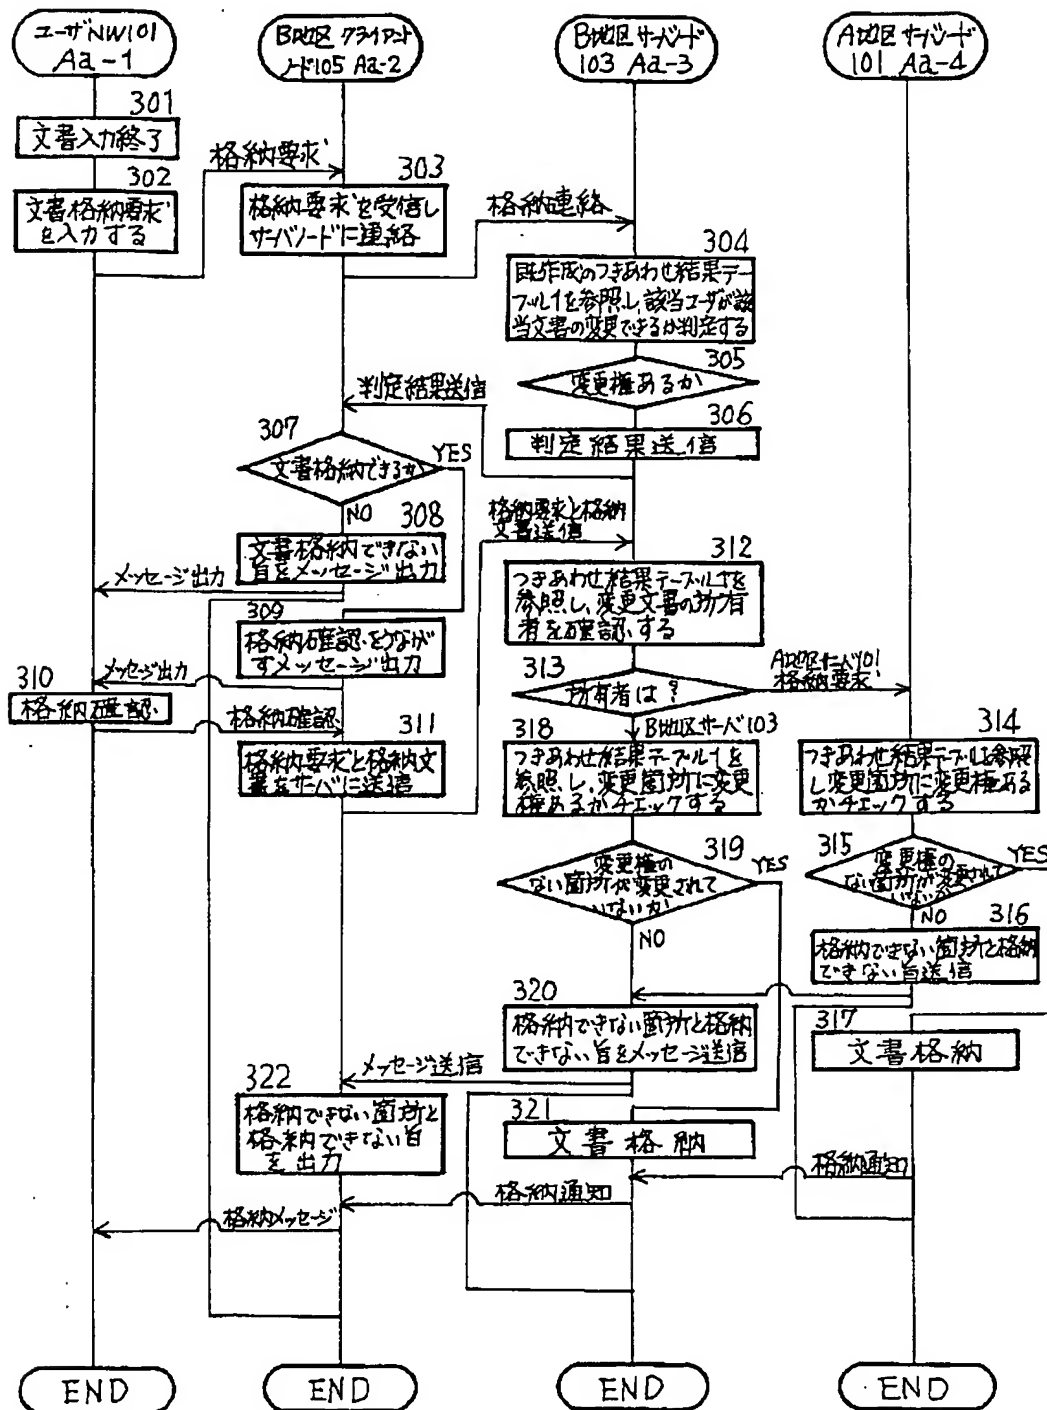 ユーザNW101
Aa-1
B地区クライアント
ノード105 Aa-2
B地区サーバノード
103 Aa-3
A地区サーバノード
101 Aa-4
301
文書入力終了
302
文書格納要求
を入力する
格納要求
303
格納要求を受信し
サーバノードに連絡
格納連絡
304
既作成のつきあわせ結果テー
ブル1を参照し、該当ユーザが該
当文書の変更できるか判定する
305
変更権あるか
306
判定結果送信
判定結果送信
307
文書格納できるか
YES
NO
308
文書格納できない
旨をメッセージ出力
メッセージ出力
309
格納確認をうなが
すメッセージ出力
メッセージ出力
310
格納確認
格納確認
311
格納要求と格納文
書をサーバに送信
格納要求と格納
文書送信
312
つきあわせ結果テーブル1を
参照し、変更文書の所有
者を確認する
313
所有者は?
A地区サーバ101
格納要求
B地区サーバ103
318
つきあわせ結果テーブル1を
参照し、変更箇所に変更
権あるかチェックする
314
つきあわせ結果テーブル1を参照
し変更箇所に変更権ある
かチェックする
319
変更権の
ない箇所が変更されて
いないか
YES
NO
315
変更権の
ない箇所が変更されて
いないか
YES
NO
316
格納できない箇所と格納
できない旨送信
320
格納できない箇所と格納
できない旨をメッセージ送信
317
文書格納
メッセージ送信
322
格納できない箇所と
格納できない旨
を出力
321
文書格納
格納通知
格納通知
格納メッセージ
END
END
END
END